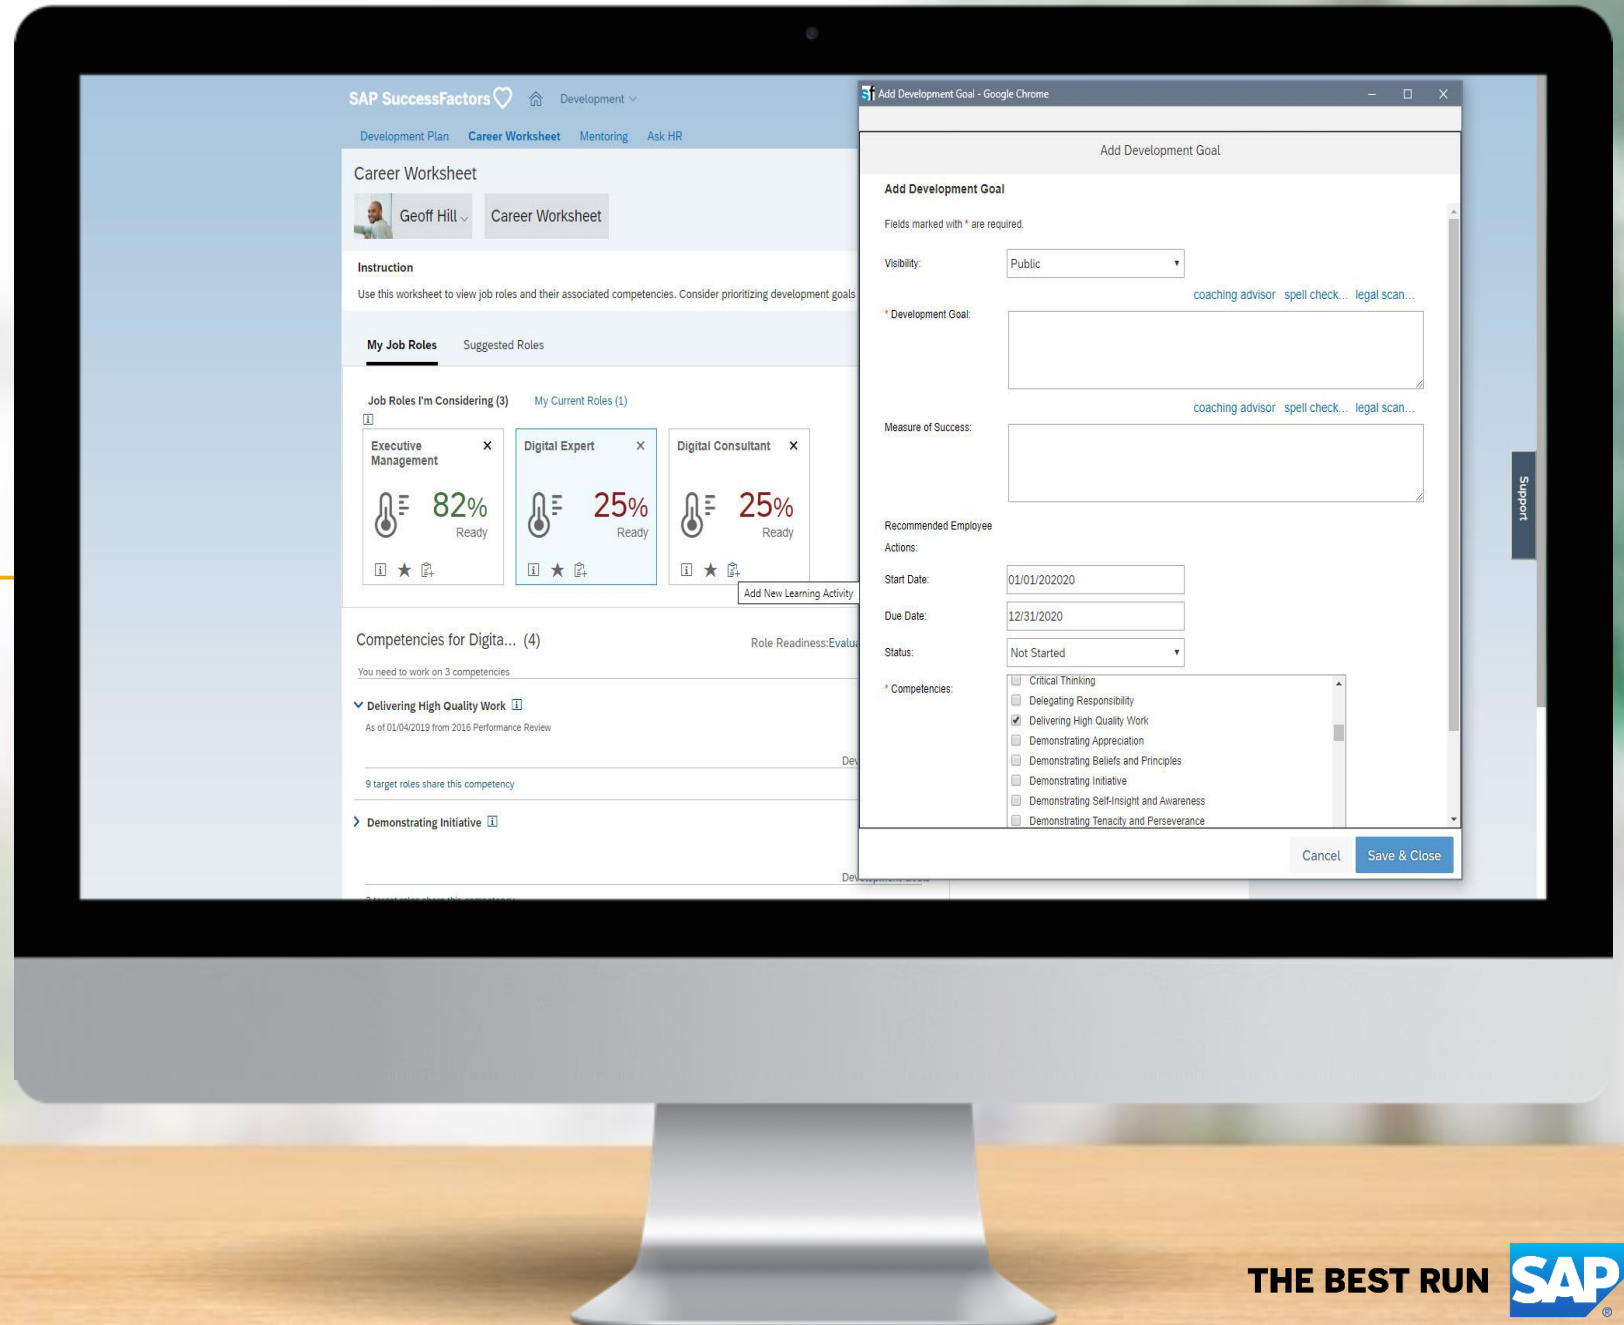 SAP SuccessFactors
Development
Development Plan Career Worksheet Mentoring Ask HR
Career Worksheet
Geoff Hill
Career Worksheet
Instruction
Use this worksheet to view job roles and their associated competencies. Consider prioritizing development goals
My Job Roles Suggested Roles
Job Roles I'm Considering (3) My Current Roles (1)
Executive
Management
82%
Ready
Digital Expert
25%
Ready
Digital Consultant
25%
Ready
Add New Learning Activity
Competencies for Digita... (4)
Role Readiness:
You need to work on 3 competencies
Delivering High Quality Work
As of 01/04/2019 from 2016 Performance Review
9 target roles share this competency
Demonstrating Initiative
Add Development Goal - Google Chrome
Add Development Goal
Add Development Goal
Fields marked with * are required.
Visibility:
Public
coaching advisor spell check... legal scan...
* Development Goal:
coaching advisor spell check... legal scan...
Measure of Success:
Recommended Employee
Actions:
Start Date:
01/01/202020
Due Date:
12/31/2020
Status:
Not Started
* Competencies:
Critical Thinking
Delegating Responsibility
Delivering High Quality Work
Demonstrating Appreciation
Demonstrating Beliefs and Principles
Demonstrating Initiative
Demonstrating Self-Insight and Awareness
Demonstrating Tenacity and Perseverance
Cancel
Save & Close
Support
THE BEST RUN SAP